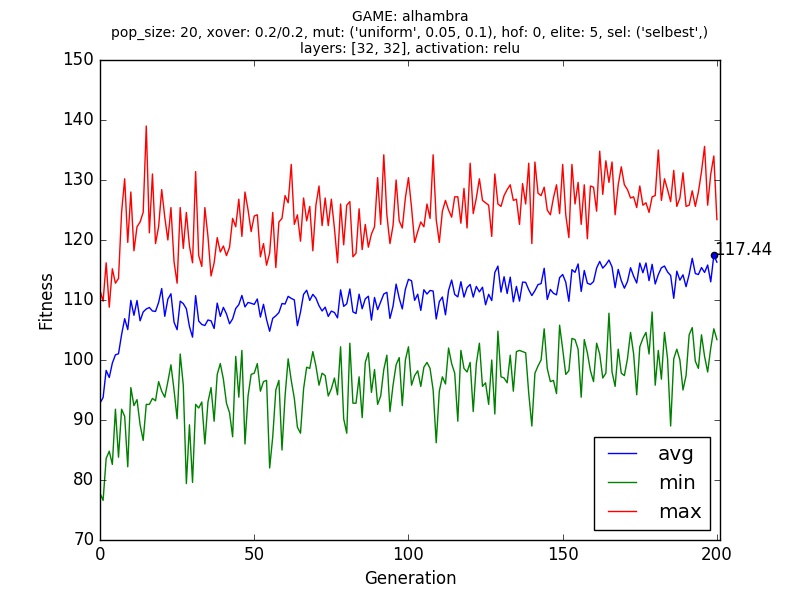 GAME: alhambra
pop_size: 20, xover: 0.2/0.2, mut: ('uniform', 0.05, 0.1), hof: 0, elite: 5, sel: ('selbest',)
layers: [32, 32], activation: relu
150
140
130
120
110
100
90
80
70
Fitness
117.44
avg
min
max
0 50 100 150 200
Generation